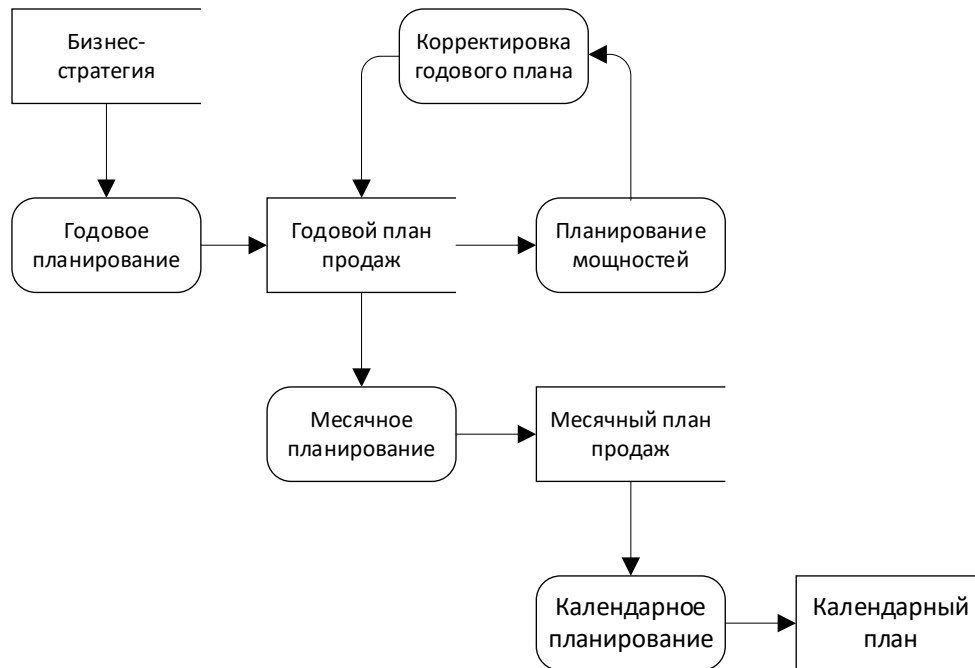 Бизнес-
стратегия
Корректировка
годового плана
Годовое
планирование
Годовой план
продаж
Планирование
мощностей
Месячное
планирование
Месячный план
продаж
Календарное
планирование
Календарный
план